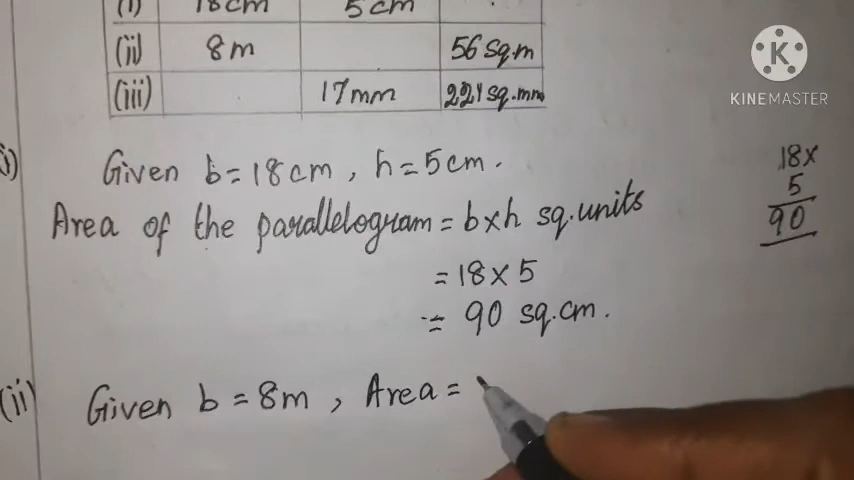 (i) 18cm 5cm
(ii) 8m 56 sq.m
(iii) 17mm 221 sq.mm
KINEMASTER
i) Given b = 18cm, h = 5cm.
18×
Area of the parallelogram = b×h sq.units
5
90
= 18 × 5
= 90 sq.cm.
(ii) Given b = 8m, Area =